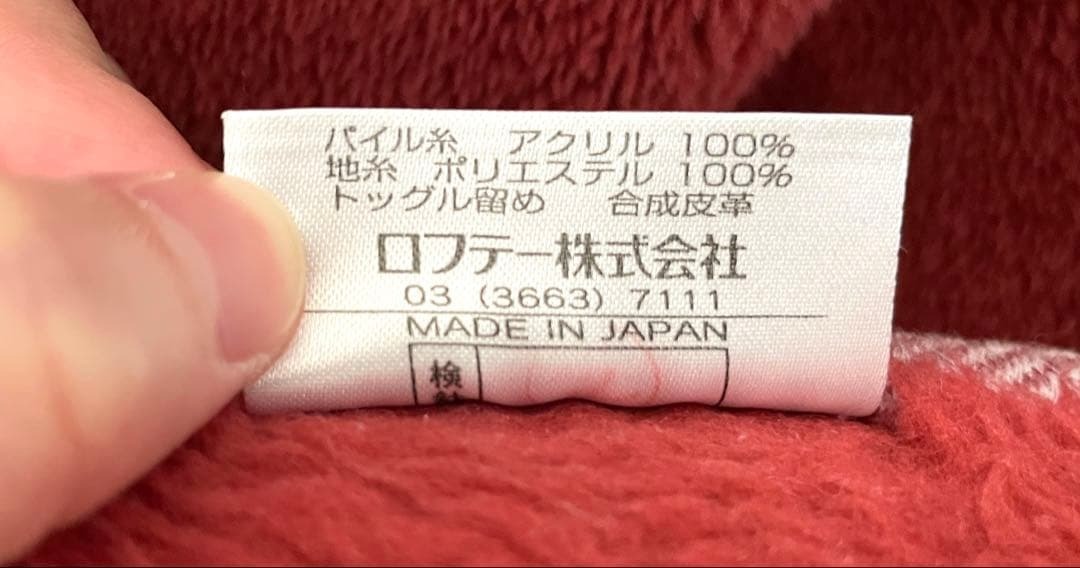 パイル糸 アクリル 100%
地糸 ポリエステル 100%
トッグル留め 合成皮革
ロフテー株式会社
03 (3663) 7111
MADE IN JAPAN
検